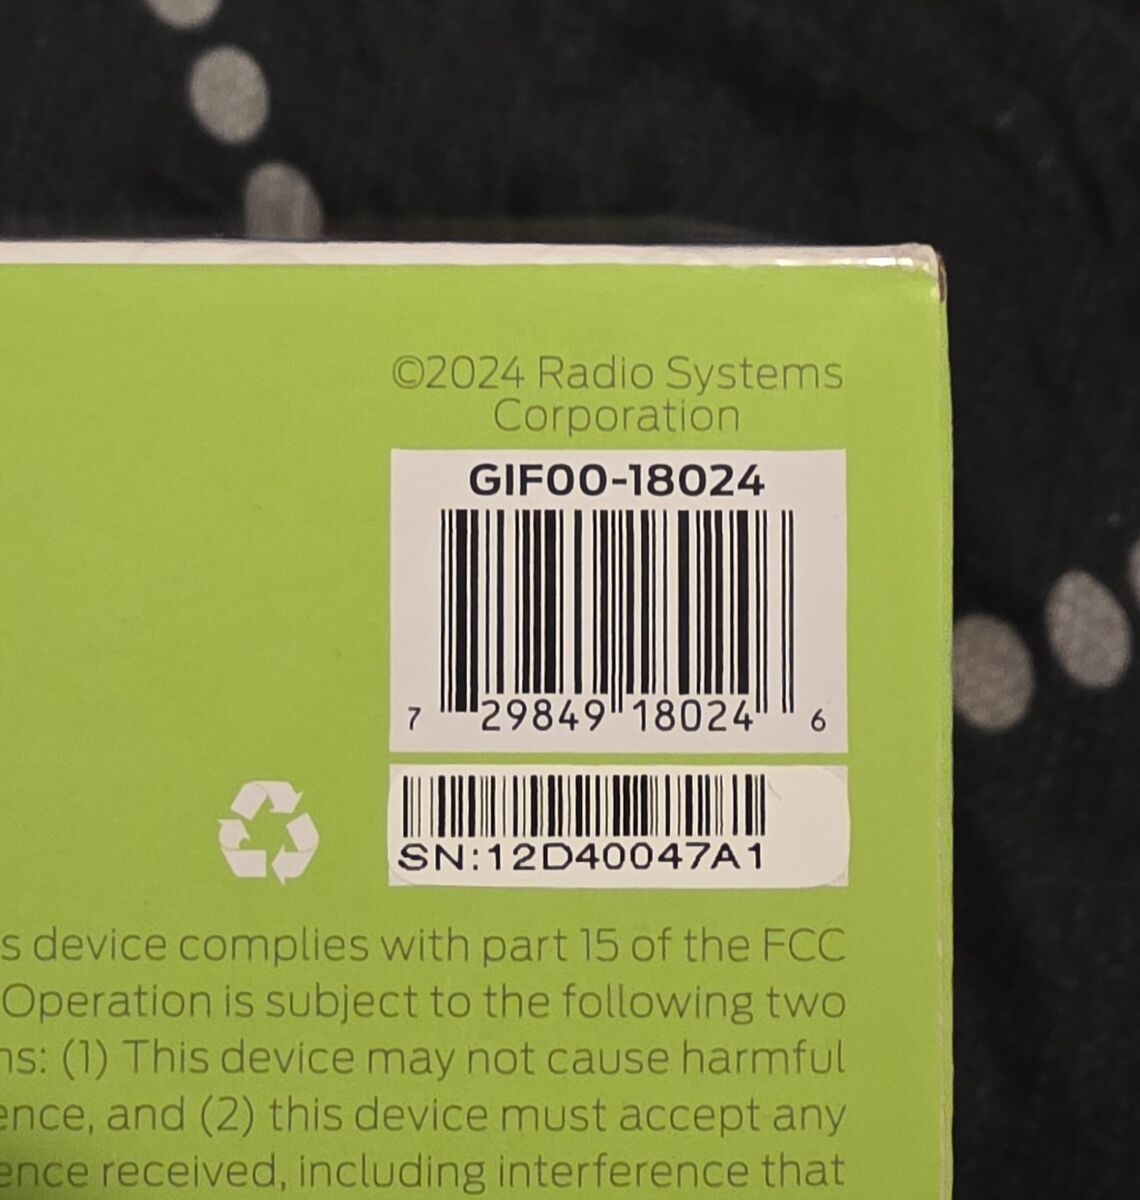 ©2024 Radio Systems
Corporation
GIF00-18024
7 29849 18024 6
SN:12D40047A1
s device complies with part 15 of the FCC
Operation is subject to the following two
ns: (1) This device may not cause harmful
ence, and (2) this device must accept any
ence received, including interference that